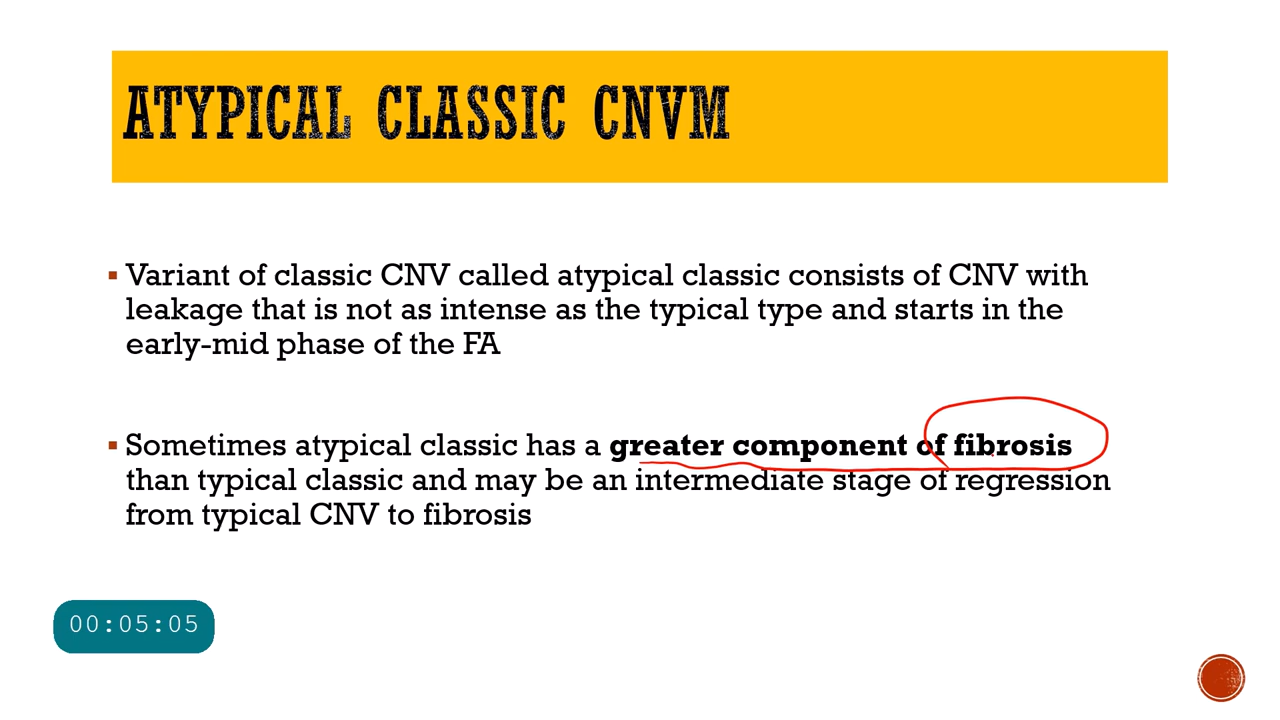 ATYPICAL CLASSIC CNVM
Variant of classic CNV called atypical classic consists of CNV with
leakage that is not as intense as the typical type and starts in the
early-mid phase of the FA
Sometimes atypical classic has a greater component of fibrosis
than typical classic and may be an intermediate stage of regression
from typical CNV to fibrosis
00:05:05